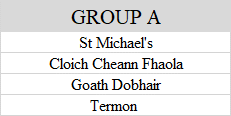 GROUP A
St Michael's
Cloich Cheann Fhaola
Goath Dobhair
Termon